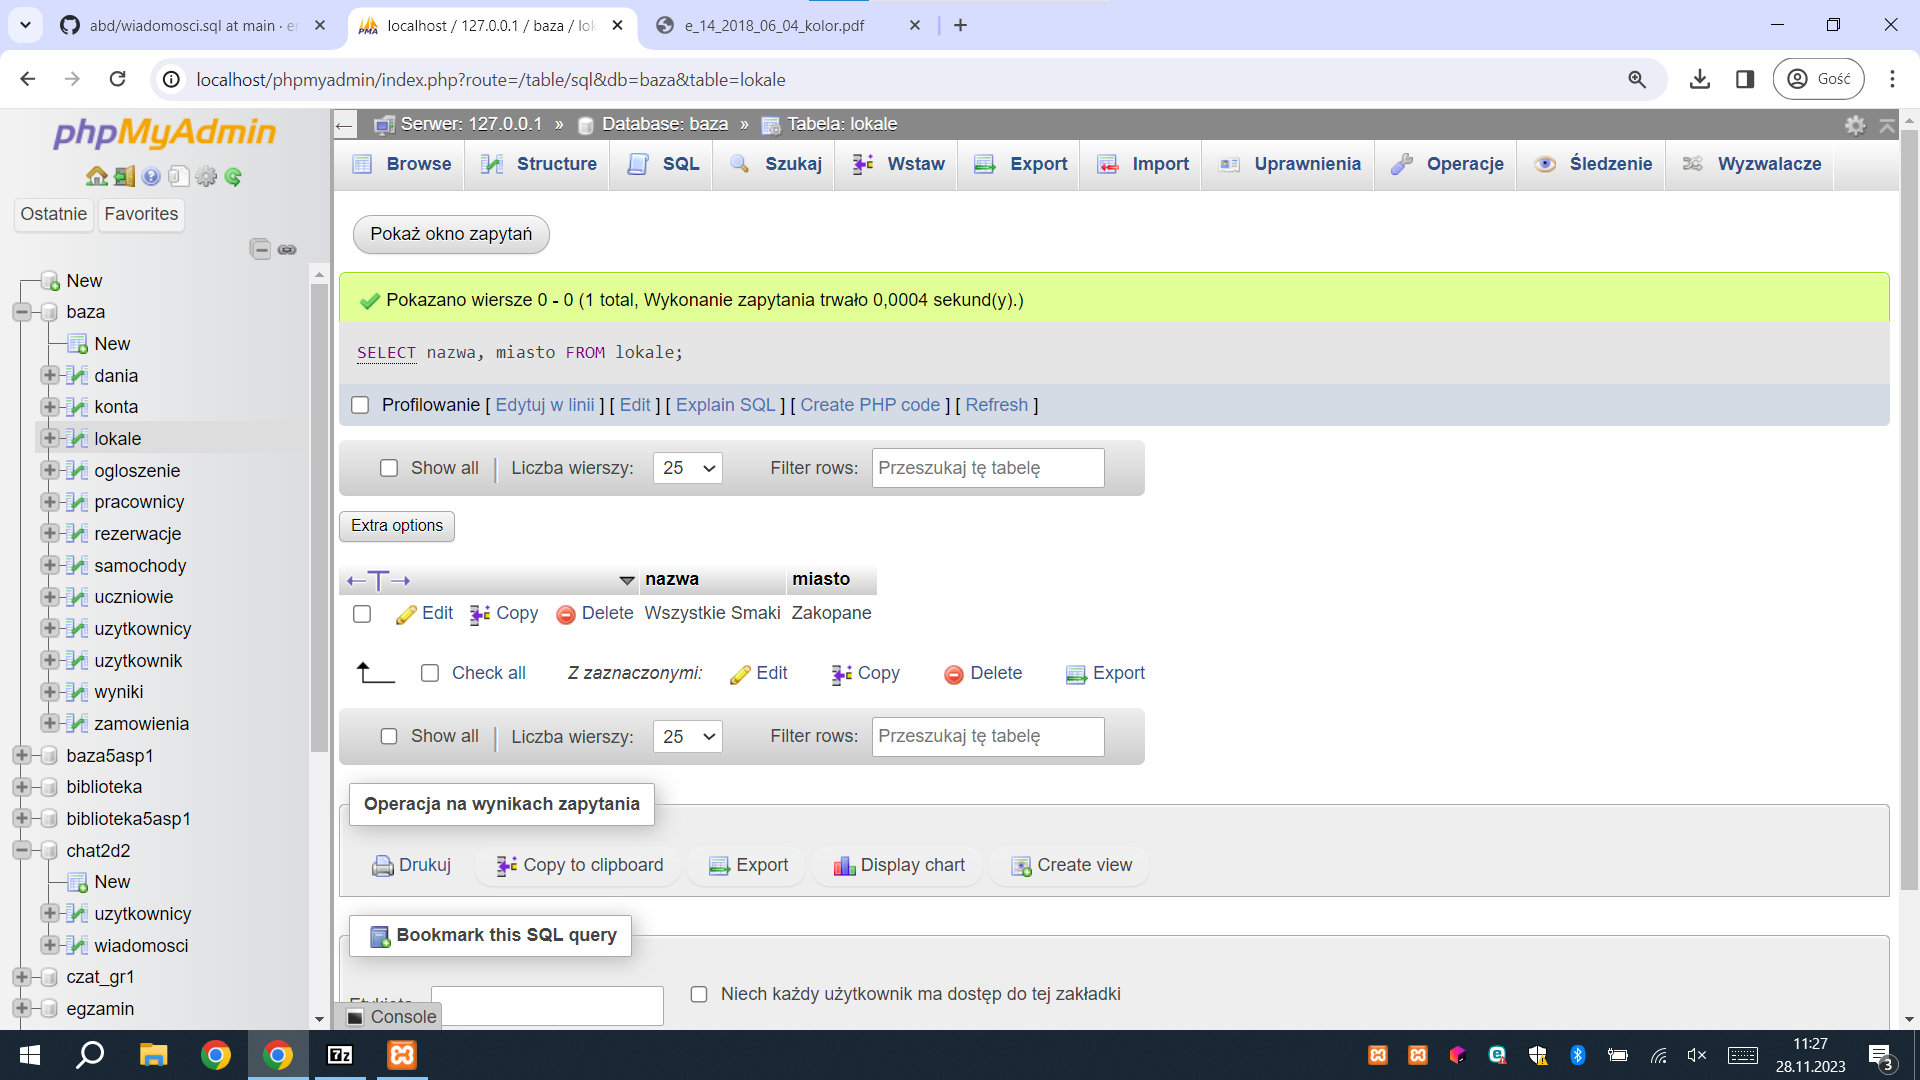 abd/wiadomosci.sql at main · er
localhost / 127.0.0.1 / baza / lok
e_14_2018_06_04_kolor.pdf
localhost/phpmyadmin/index.php?route=/table/sql&db=baza&table=lokale
Gość
phpMyAdmin
Ostatnie Favorites
New
baza
New
dania
konta
lokale
ogloszenie
pracownicy
rezerwacje
samochody
uczniowie
uzytkownicy
uzytkownik
wyniki
zamowienia
baza5asp1
biblioteka
biblioteka5asp1
chat2d2
New
uzytkownicy
wiadomosci
czat_gr1
egzamin
Serwer: 127.0.0.1 » Database: baza » Tabela: lokale
Browse Structure SQL Szukaj Wstaw Export Import Uprawnienia Operacje Śledzenie Wyzwalacze
Pokaż okno zapytań
Pokazano wiersze 0 - 0 (1 total, Wykonanie zapytania trwało 0,0004 sekund(y).)
SELECT nazwa, miasto FROM lokale;
Profilowanie [ Edytuj w linii ] [ Edit ] [ Explain SQL ] [ Create PHP code ] [ Refresh ]
Show all Liczba wierszy: 25 Filter rows: Przeszukaj tę tabelę
Extra options
nazwa miasto
Edit Copy Delete Wszystkie Smaki Zakopane
Check all Z zaznaczonymi: Edit Copy Delete Export
Show all Liczba wierszy: 25 Filter rows: Przeszukaj tę tabelę
Operacja na wynikach zapytania
Drukuj Copy to clipboard Export Display chart Create view
Bookmark this SQL query
Etykieta Niech każdy użytkownik ma dostęp do tej zakładki
Console
7z
11:27
28.11.2023
3